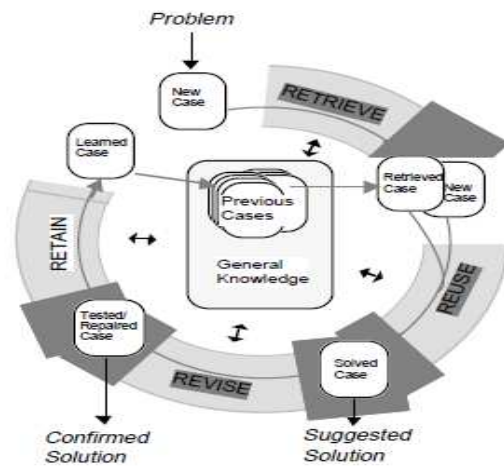 Problem
New
Case
RETRIEVE
Learned
Case
Retrieved
Case
New
Case
Previous
Cases
General
Knowledge
RETAIN
REUSE
Tested/
Repaired
Case
REVISE
Solved
Case
Confirmed
Solution
Suggested
Solution